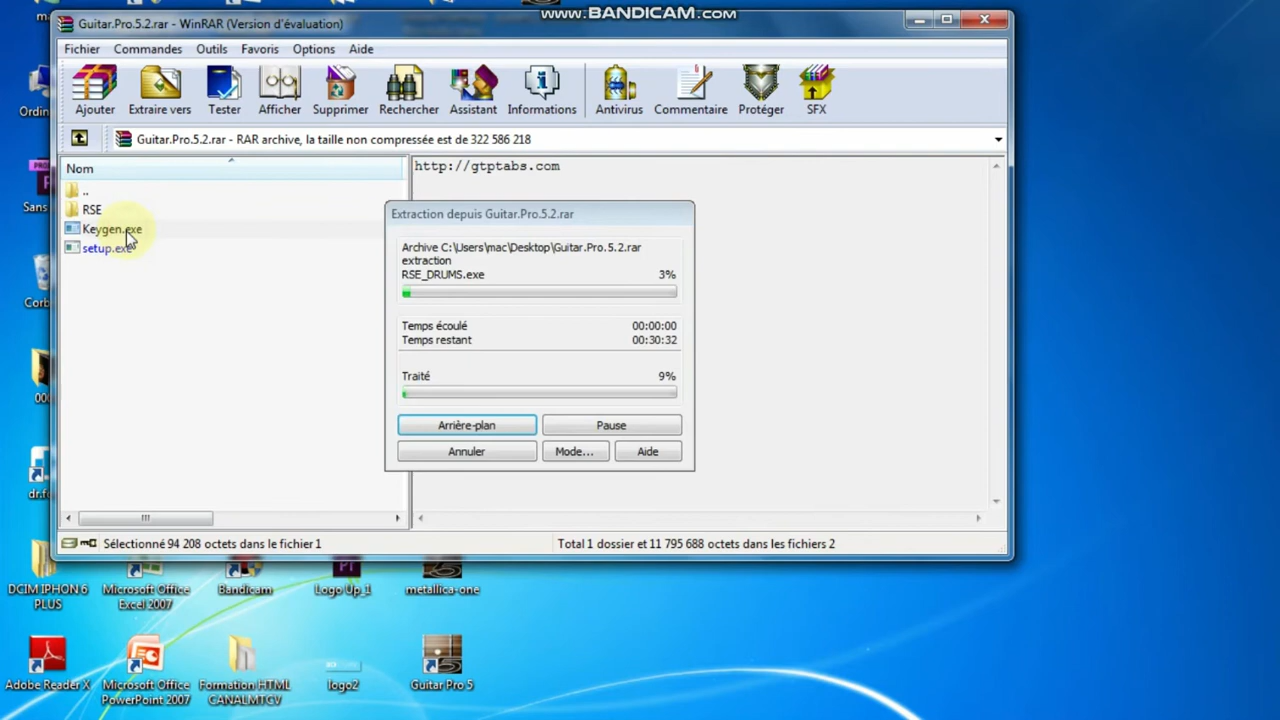 www.BANDICAM.com
Guitar.Pro.5.2.rar - WinRAR (Version d'évaluation)
Fichier Commandes Outils Favoris Options Aide
Ajouter Extraire vers Tester Afficher Supprimer Rechercher Assistant Informations Antivirus Commentaire Protéger SFX
Guitar.Pro.5.2.rar - RAR archive, la taille non compressée est de 322 586 218
Nom
http://gtptabs.com
..
RSE
Keygen.exe
setup.exe
Extraction depuis Guitar.Pro.5.2.rar
Archive C:\Users\mac\Desktop\Guitar.Pro.5.2.rar
extraction
RSE_DRUMS.exe 3%
Temps écoulé 00:00:00
Temps restant 00:30:32
Traité 9%
Arrière-plan Pause
Annuler Mode... Aide
Sélectionné 94 208 octets dans le fichier 1 Total 1 dossier et 11 795 688 octets dans les fichiers 2
Ordin
Sans
Corb
000
dr.fo
DCIM IPHON 6 PLUS
Microsoft Office Excel 2007
Bandicam
Logo Up_1
metallica-one
Adobe Reader X
Microsoft Office PowerPoint 2007
Formation HTML CANALMTGV
logo2
Guitar Pro 5